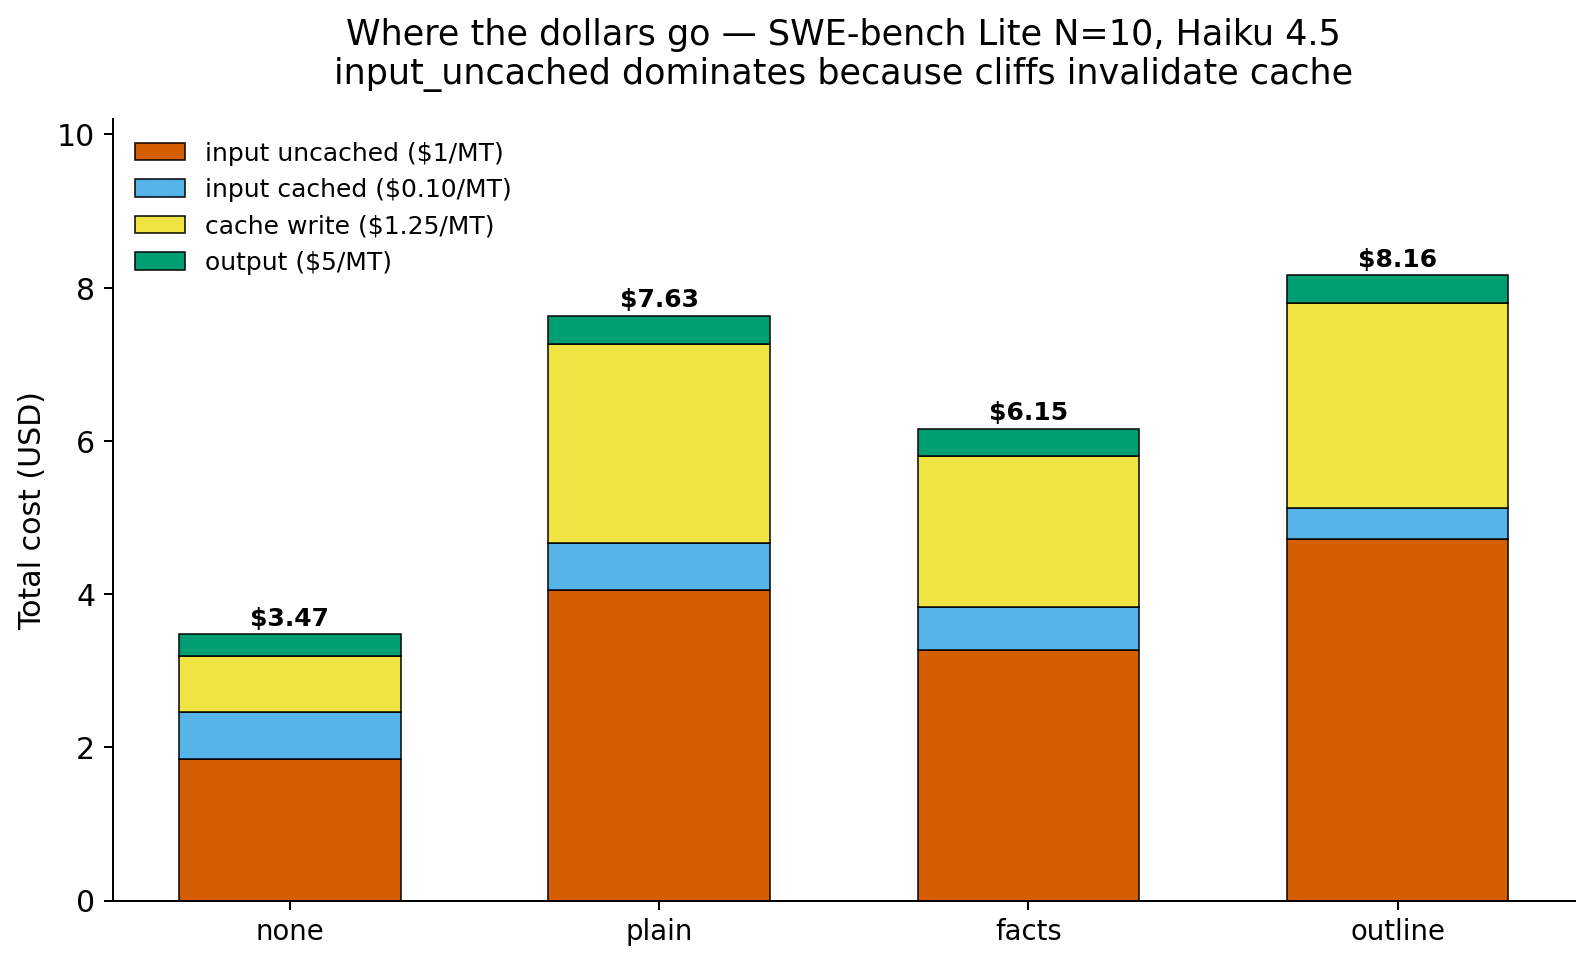 Where the dollars go — SWE-bench Lite N=10, Haiku 4.5
input_uncached dominates because cliffs invalidate cache
10
8
6
4
2
0
Total cost (USD)
input uncached ($1/MT)
input cached ($0.10/MT)
cache write ($1.25/MT)
output ($5/MT)
$3.47
$7.63
$6.15
$8.16
none
plain
facts
outline